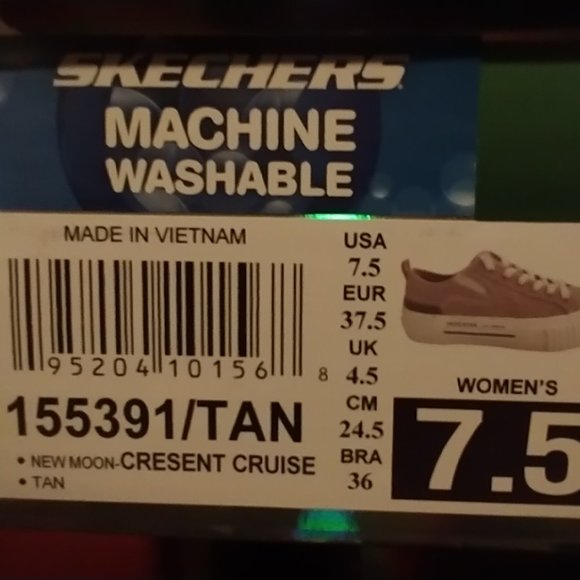 SKECHERS
MACHINE
WASHABLE
MADE IN VIETNAM
95204 10156 8
155391/TAN
• NEW MOON-CRESENT CRUISE
• TAN
USA
7.5
EUR
37.5
UK
4.5
CM
24.5
BRA
36
WOMEN'S
7.5